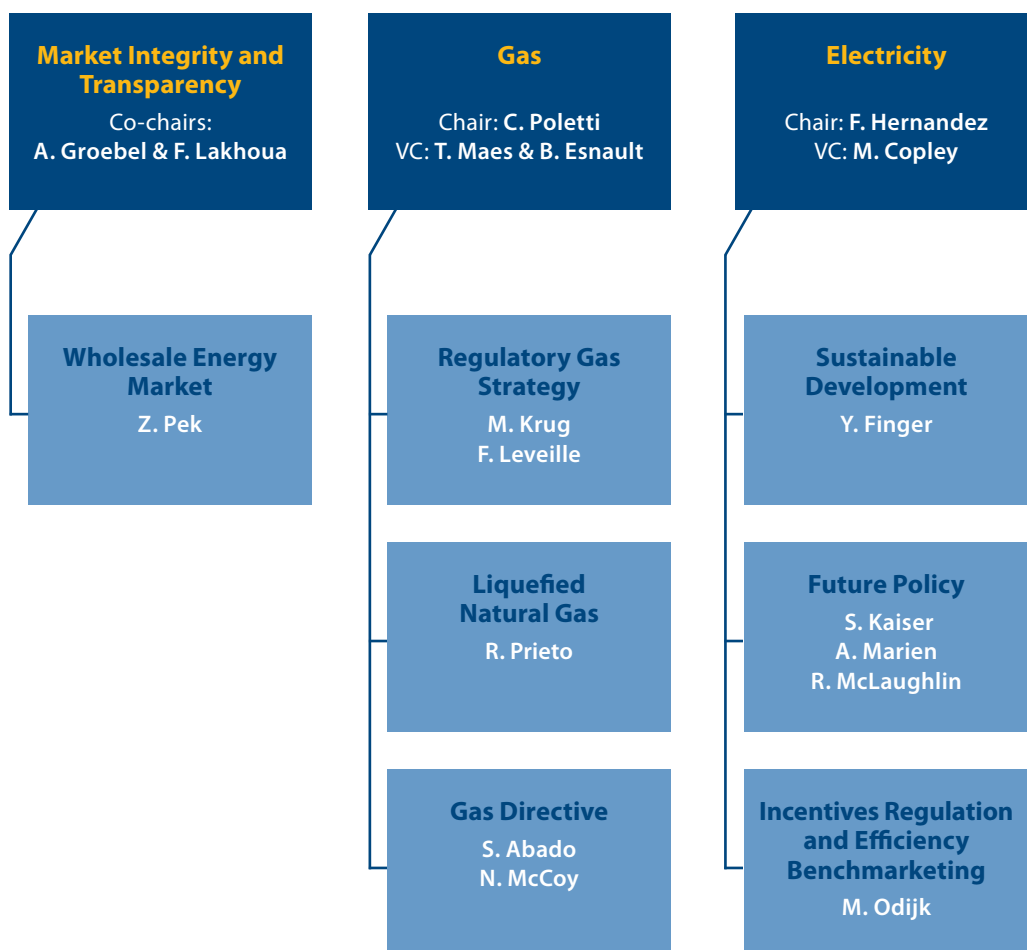 Market Integrity and
Transparency
Co-chairs:
A. Groebel & F. Lakhoua
Gas
Chair: C. Poletti
VC: T. Maes & B. Esnault
Electricity
Chair: F. Hernandez
VC: M. Copley
Wholesale Energy
Market
Z. Pek
Regulatory Gas
Strategy
M. Krug
F. Leveille
Sustainable
Development
Y. Finger
Liquefied
Natural Gas
R. Prieto
Future Policy
S. Kaiser
A. Marien
R. McLaughlin
Gas Directive
S. Abado
N. McCoy
Incentives Regulation
and Efficiency
Benchmarketing
M. Odijk